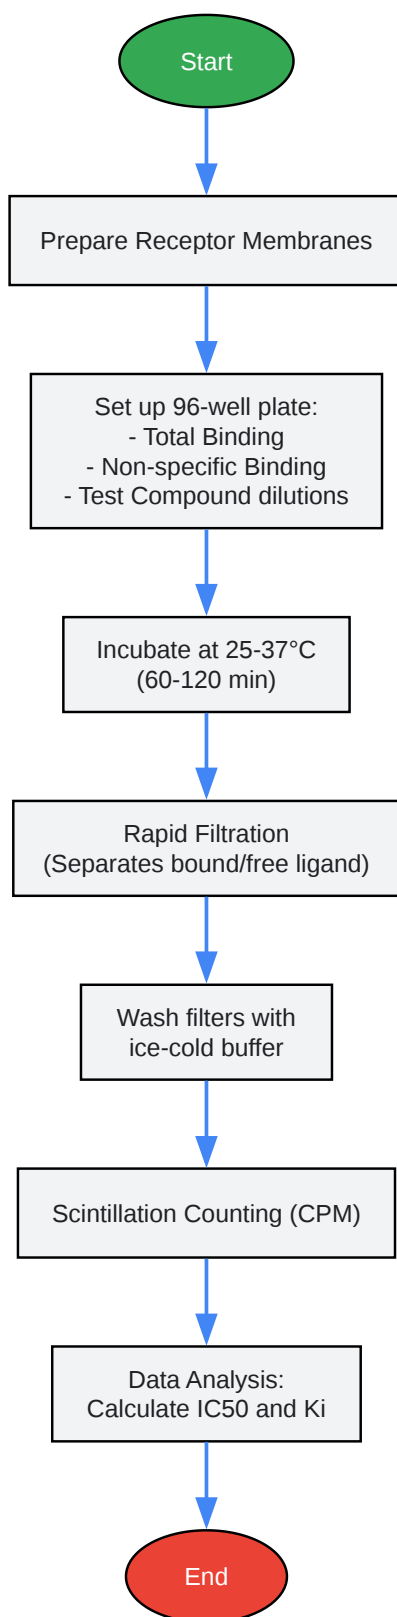 Start
Prepare Receptor Membranes
Set up 96-well plate:
- Total Binding
- Non-specific Binding
- Test Compound dilutions
Incubate at 25-37°C
(60-120 min)
Rapid Filtration
(Separates bound/free ligand)
Wash filters with
ice-cold buffer
Scintillation Counting (CPM)
Data Analysis:
Calculate IC50 and Ki
End